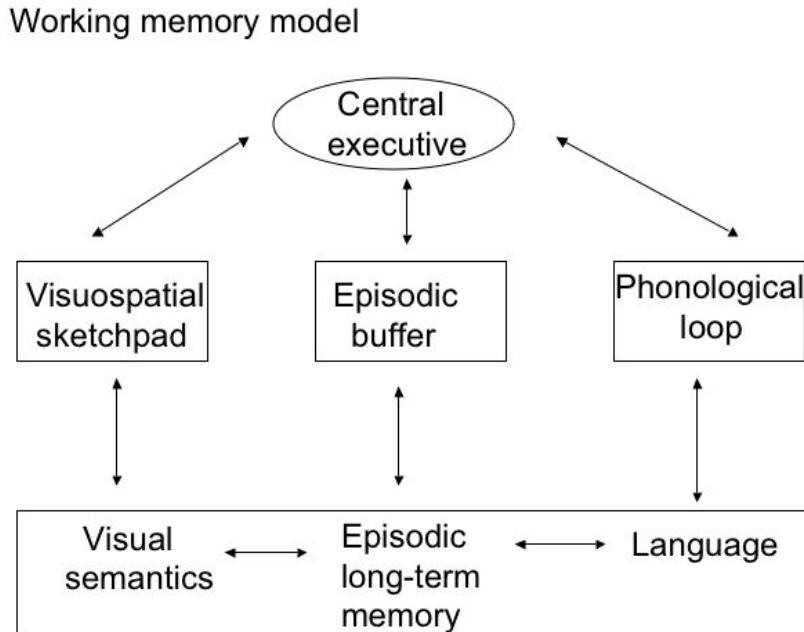 Working memory model
Central
executive
Visuospatial
sketchpad
Episodic
buffer
Phonological
loop
Visual
semantics
Episodic
long-term
memory
Language